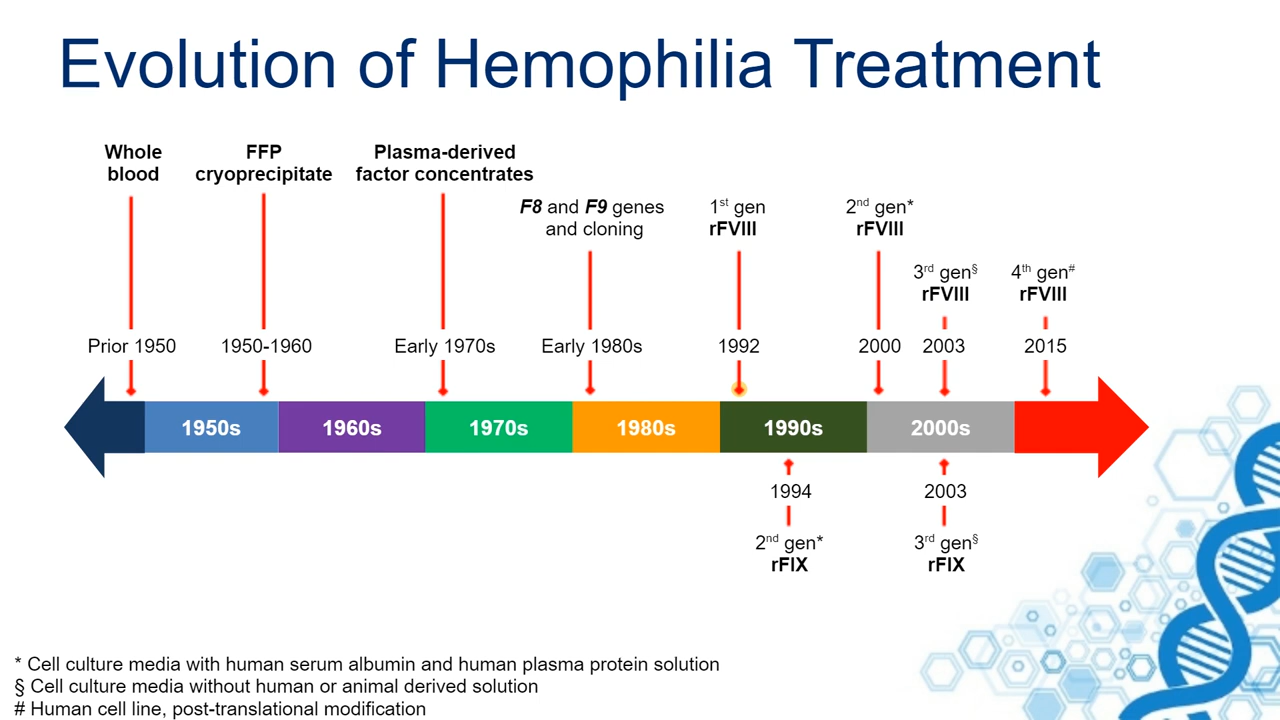 Evolution of Hemophilia Treatment
Whole
blood
FFP
cryoprecipitate
Plasma-derived
factor concentrates
F8 and F9 genes
and cloning
1st gen
rFVIII
2nd gen*
rFVIII
3rd gen§
rFVIII
4th gen#
rFVIII
Prior 1950
1950-1960
Early 1970s
Early 1980s
1992
2000
2003
2015
1950s
1960s
1970s
1980s
1990s
2000s
1994
2nd gen*
rFIX
2003
3rd gen§
rFIX
* Cell culture media with human serum albumin and human plasma protein solution
§ Cell culture media without human or animal derived solution
# Human cell line, post-translational modification